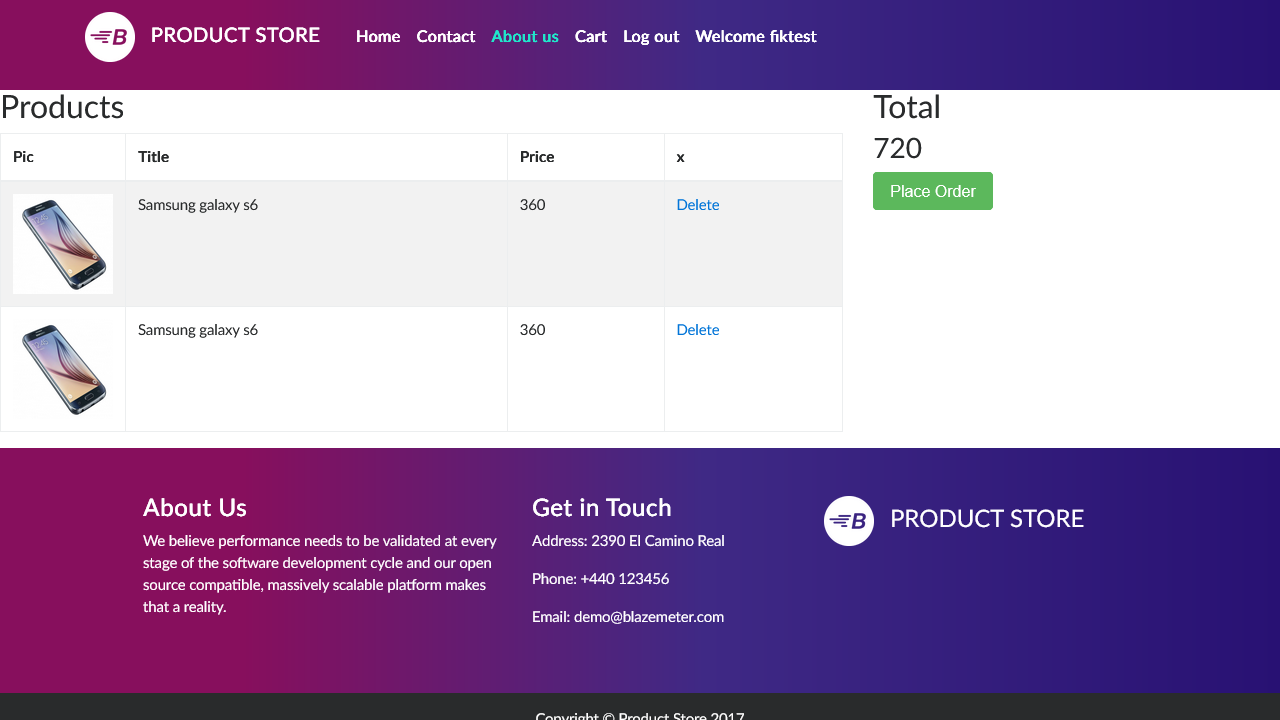 PRODUCT STORE Home Contact About us Cart Log out Welcome fiktest
Products
Pic Title Price x
Samsung galaxy s6 360 Delete
Samsung galaxy s6 360 Delete
Total
720
Place Order
About Us
We believe performance needs to be validated at every
stage of the software development cycle and our open
source compatible, massively scalable platform makes
that a reality.
Get in Touch
Address: 2390 El Camino Real
Phone: +440 123456
Email: demo@blazemeter.com
B PRODUCT STORE
Copyright © Product Store 2017